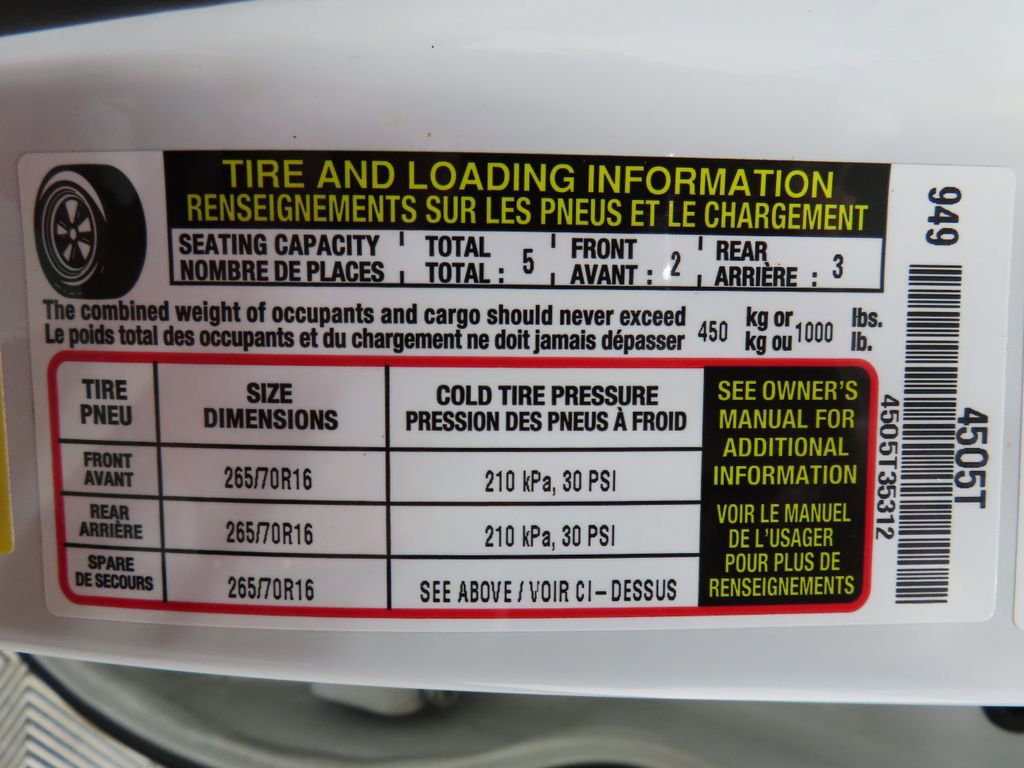 TIRE AND LOADING INFORMATION
RENSEIGNEMENTS SUR LES PNEUS ET LE CHARGEMENT
SEATING CAPACITY TOTAL FRONT REAR
NOMBRE DE PLACES TOTAL : 5 AVANT : 2 ARRIÈRE : 3
The combined weight of occupants and cargo should never exceed 450 kg or 1000 lbs.
Le poids total des occupants et du chargement ne doit jamais dépasser kg ou lb.
TIRE SIZE COLD TIRE PRESSURE
PNEU DIMENSIONS PRESSION DES PNEUS À FROID
FRONT
AVANT 265/70R16 210 kPa, 30 PSI
REAR
ARRIÈRE 265/70R16 210 kPa, 30 PSI
SPARE
DE SECOURS 265/70R16 SEE ABOVE / VOIR CI-DESSUS
SEE OWNER'S
MANUAL FOR
ADDITIONAL
INFORMATION
VOIR LE MANUEL
DE L'USAGER
POUR PLUS DE
RENSEIGNEMENTS
949
4505T
4505T35312